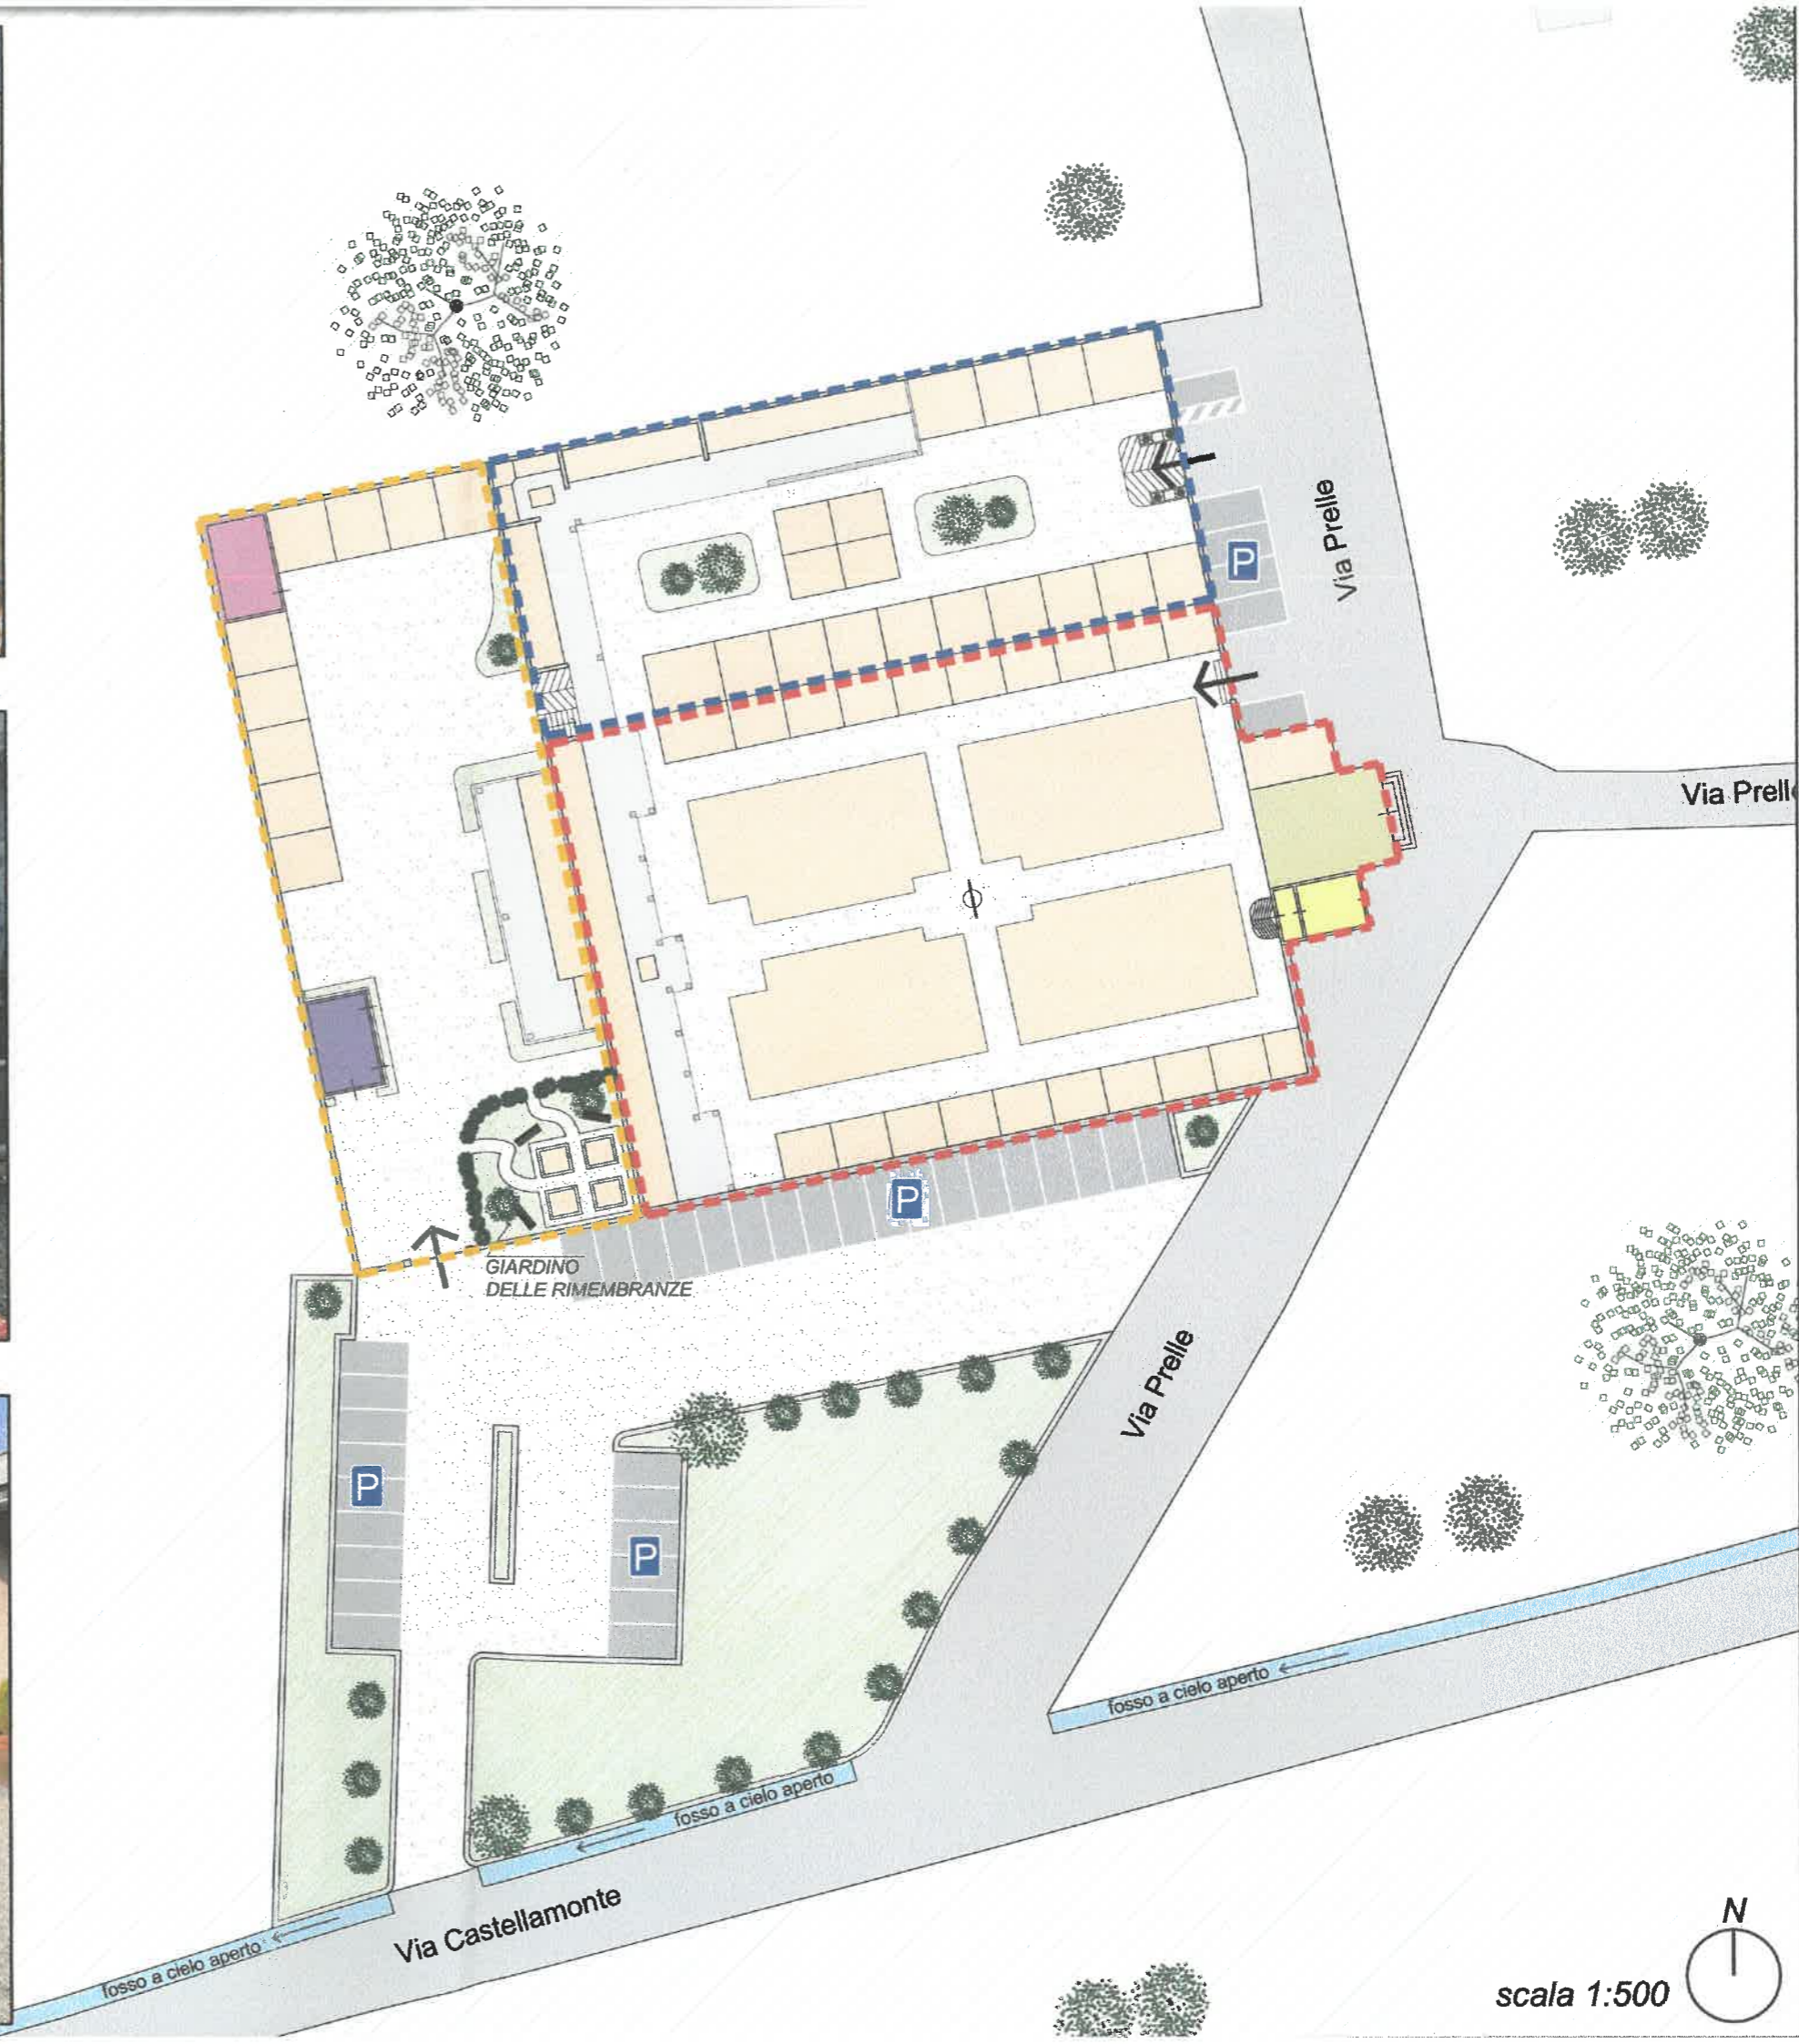 Via Prelle
P
Via Prell
P
GIARDINO
DELLE RIMEMBRANZE
Via Prelle
P
P
fosso a cielo aperto
fosso a cielo aperto
Via Castellamonte
fosso a cielo aperto
N
scala 1:500